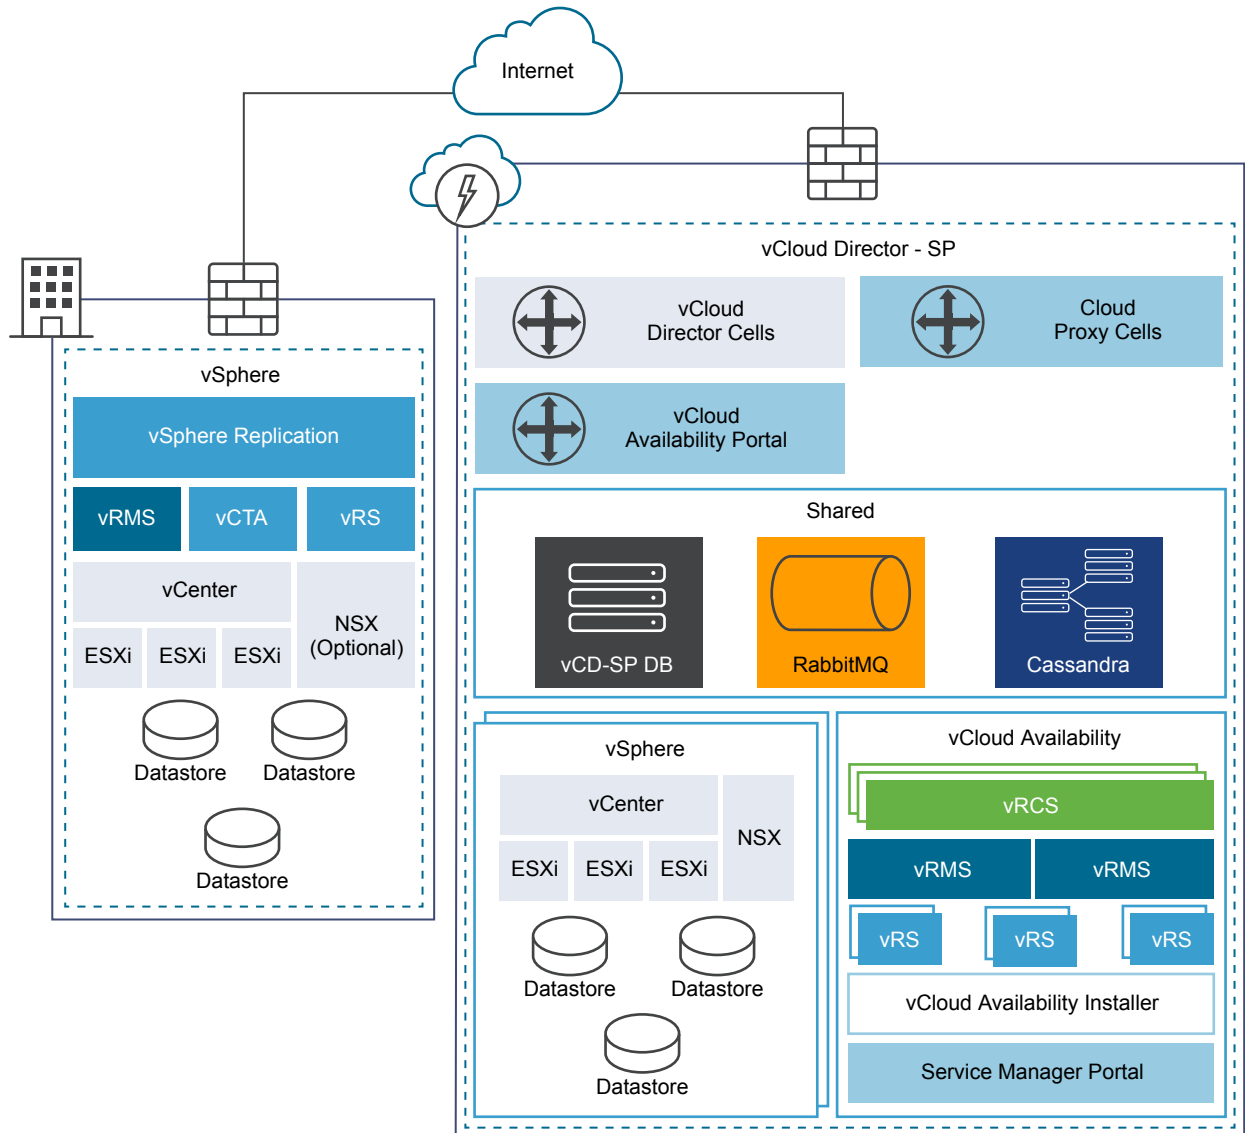 Internet
vSphere
vSphere Replication
vRMS
vCTA
vRS
vCenter
NSX
(Optional)
ESXi
ESXi
ESXi
Datastore
Datastore
Datastore
vCloud Director - SP
vCloud
Director Cells
Cloud
Proxy Cells
vCloud
Availability Portal
Shared
vCD-SP DB
RabbitMQ
Cassandra
vSphere
vCenter
NSX
ESXi
ESXi
ESXi
Datastore
Datastore
Datastore
vCloud Availability
vRCS
vRMS
vRMS
vRS
vRS
vRS
vCloud Availability Installer
Service Manager Portal